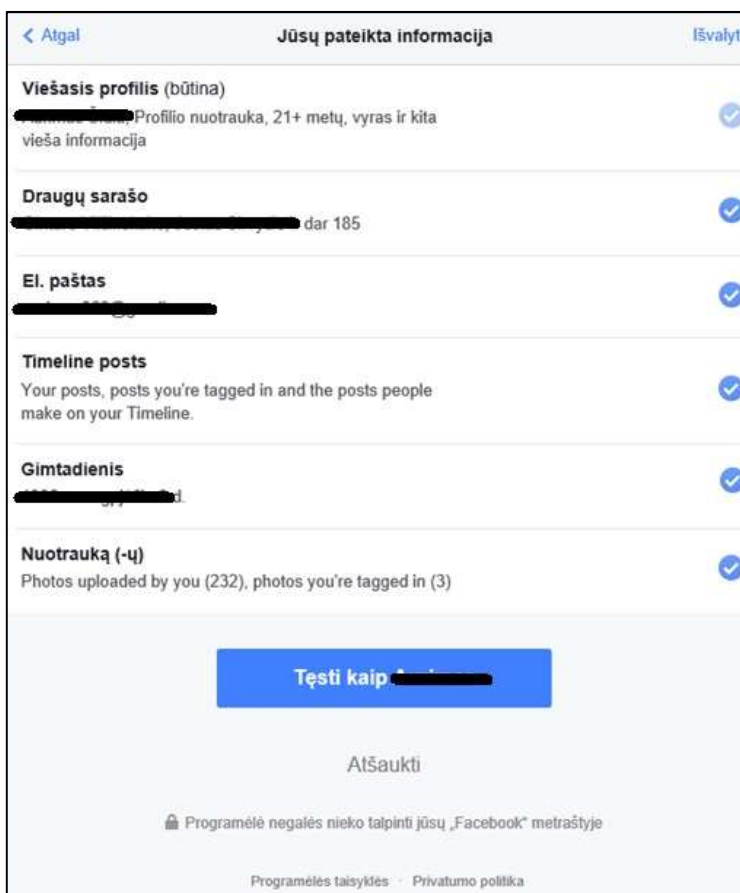 Atgal
Jūsų pateikta informacija
Išvalyt
Viešasis profilis (būtina)
Profilio nuotrauka, 21+ metų, vyras ir kita
vieša informacija
Draugų sarašo
dar 185
El. paštas
Timeline posts
Your posts, posts you're tagged in and the posts people
make on your Timeline.
Gimtadienis
d.
Nuotrauką (-ų)
Photos uploaded by you (232), photos you're tagged in (3)
Tęsti kaip
Atšaukti
Programėlė negalės nieko talpinti jūsų „Facebook“ metraštyje
Programėlės taisyklės · Privatumo politika